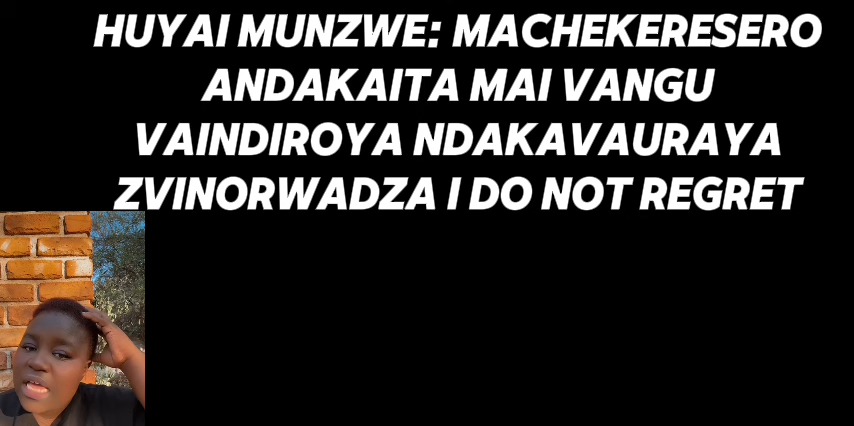 HUYAI MUNZWE: MACHEKERESERO
ANDAKAITA MAI VANGU
VAINDIROYA NDAKAVAURAYA
ZVINORWADZA I DO NOT REGRET